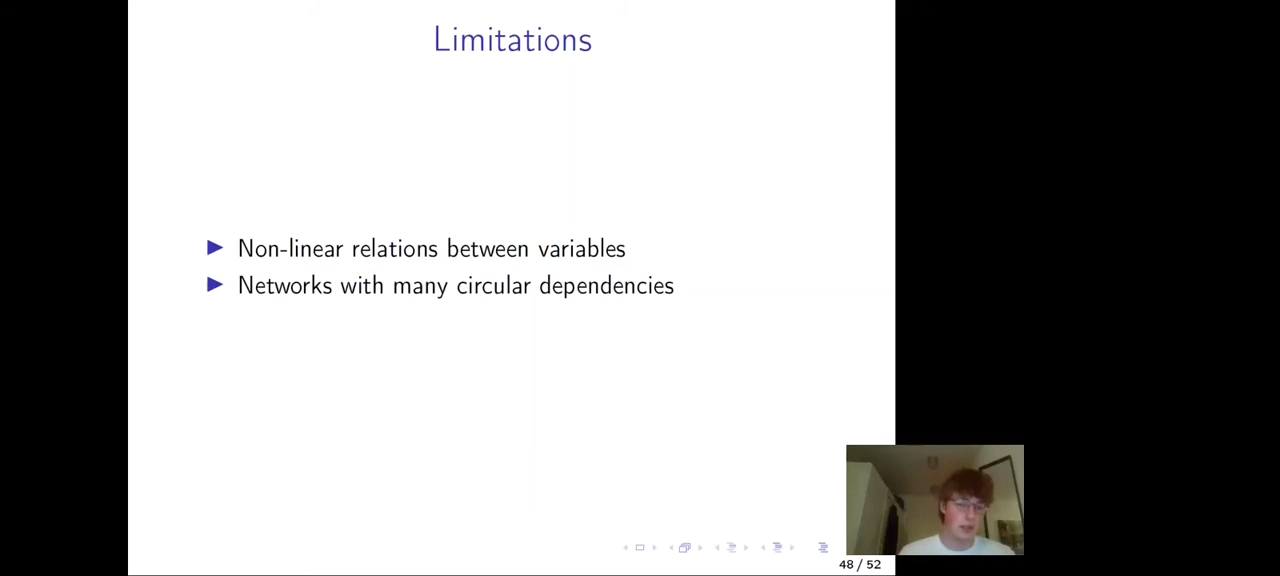 Limitations
Non-linear relations between variables
Networks with many circular dependencies
48 / 52